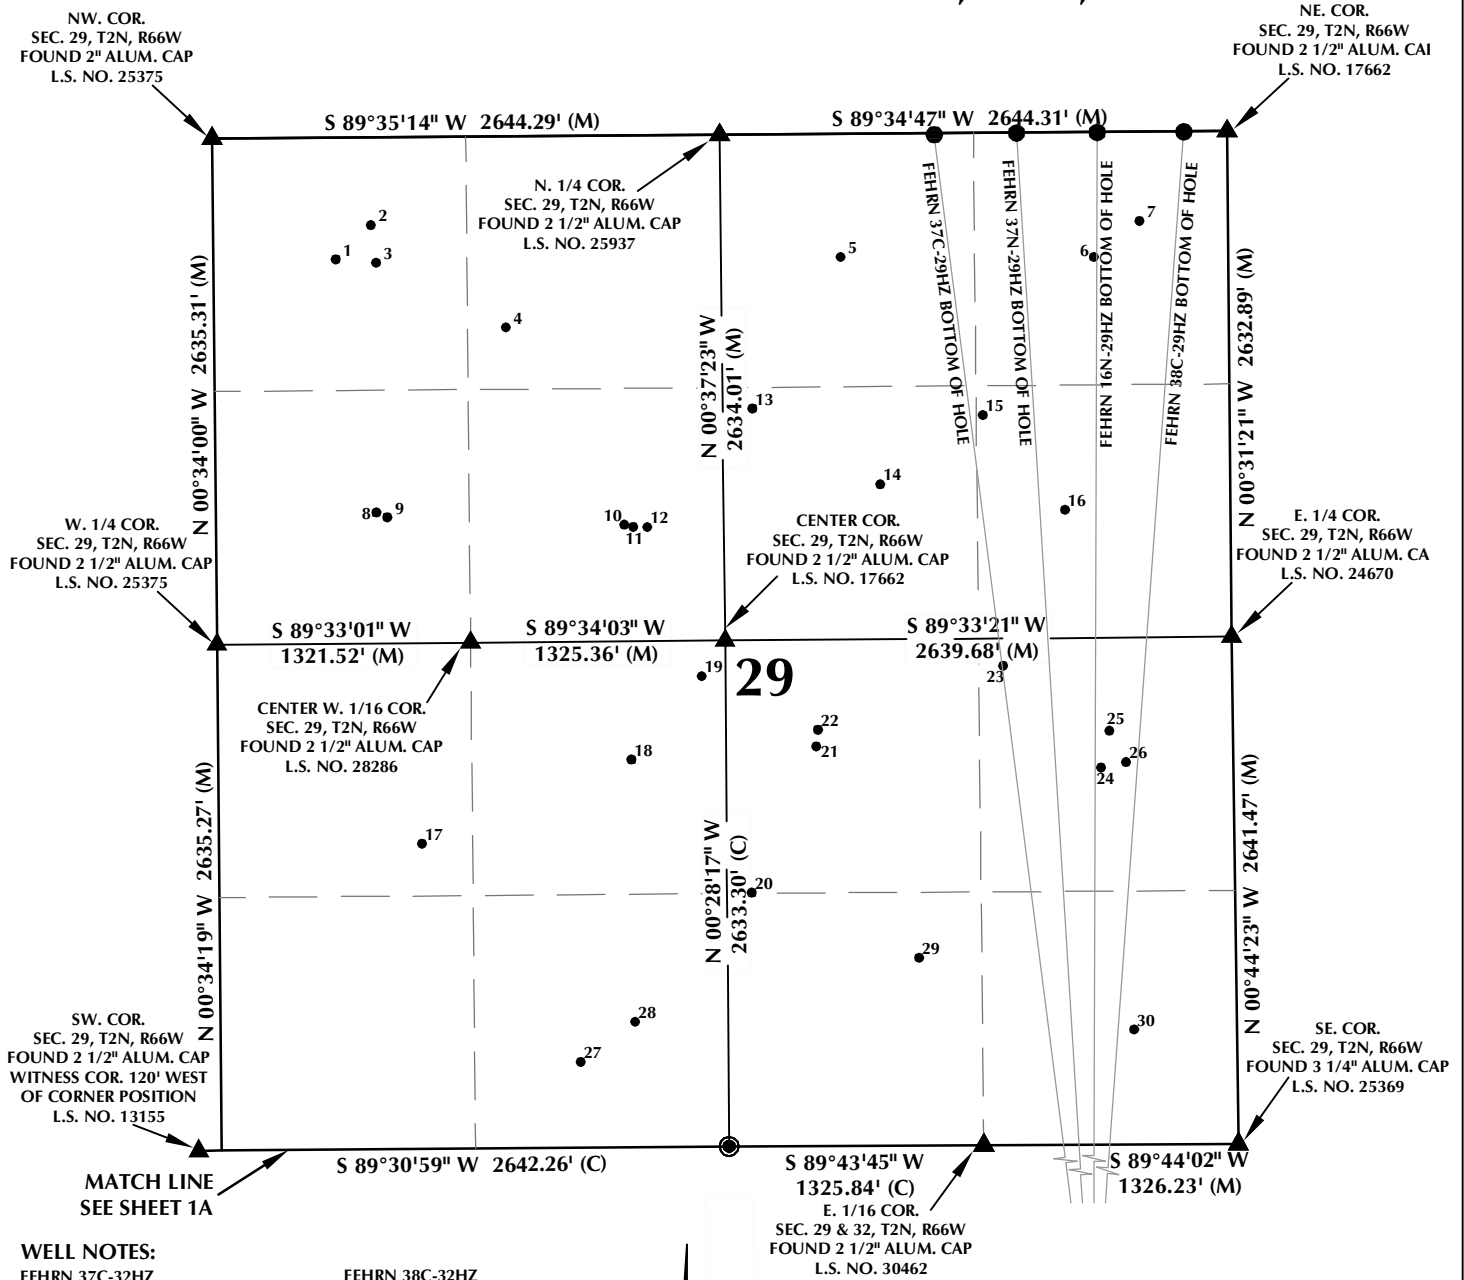 NW. COR.
SEC. 29, T2N, R66W
FOUND 2" ALUM. CAP
L.S. NO. 25375
NE. COR.
SEC. 29, T2N, R66W
FOUND 2 1/2" ALUM. CAI
L.S. NO. 17662
S 89°35'14" W 2644.29' (M)
S 89°34'47" W 2644.31' (M)
N. 1/4 COR.
SEC. 29, T2N, R66W
FOUND 2 1/2" ALUM. CAP
L.S. NO. 25937
1
2
3
4
5
6
7
FEHRN 37C-29HZ BOTTOM OF HOLE
FEHRN 37N-29HZ BOTTOM OF HOLE
FEHRN 16N-29HZ BOTTOM OF HOLE
FEHRN 38C-29HZ BOTTOM OF HOLE
N 00°34'00" W 2635.31' (M)
N 00°37'23" W
2634.01' (M)
N 00°31'21" W 2632.89' (M)
13
15
14
16
8
9
10
11
12
W. 1/4 COR.
SEC. 29, T2N, R66W
FOUND 2 1/2" ALUM. CAP
L.S. NO. 25375
CENTER COR.
SEC. 29, T2N, R66W
FOUND 2 1/2" ALUM. CAP
L.S. NO. 17662
E. 1/4 COR.
SEC. 29, T2N, R66W
FOUND 2 1/2" ALUM. CA
L.S. NO. 24670
S 89°33'01" W
1321.52' (M)
S 89°34'03" W
1325.36' (M)
S 89°33'21" W
2639.68' (M)
19
29
23
CENTER W. 1/16 COR.
SEC. 29, T2N, R66W
FOUND 2 1/2" ALUM. CAP
L.S. NO. 28286
18
22
21
25
26
24
17
20
N 00°34'19" W 2635.27' (M)
N 00°28'17" W
2633.30' (C)
N 00°44'23" W 2641.47' (M)
29
28
27
30
SW. COR.
SEC. 29, T2N, R66W
FOUND 2 1/2" ALUM. CAP
WITNESS COR. 120' WEST
OF CORNER POSITION
L.S. NO. 13155
SE. COR.
SEC. 29, T2N, R66W
FOUND 3 1/4" ALUM. CAP
L.S. NO. 25369
S 89°30'59" W 2642.26' (C)
S 89°43'45" W
1325.84' (C)
S 89°44'02" W
1326.23' (M)
MATCH LINE
SEE SHEET 1A
E. 1/16 COR.
SEC. 29 & 32, T2N, R66W
FOUND 2 1/2" ALUM. CAP
L.S. NO. 30462
WELL NOTES:
FEHRN 37C-32HZ
FEHRN 38C-32HZ